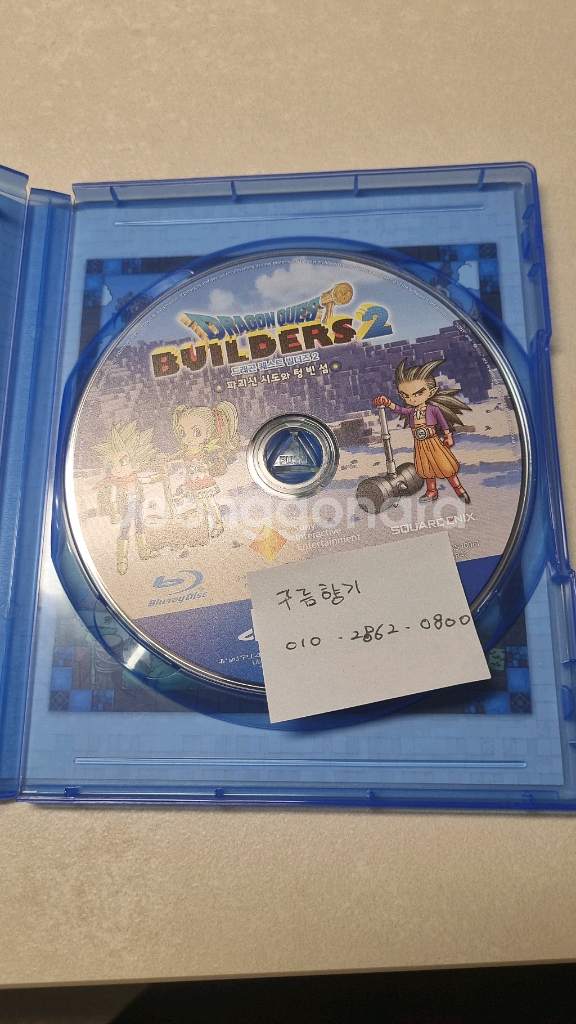 DRAGON QUEST
BUILDERS 2
드래곤 퀘스트 빌더즈 2
파괴신 시도와 텅 빈 섬
joonggonara
SQUARE ENIX
Sony
Interactive
Entertainment
Blu-ray Disc
구름향기
010 - 2862 - 0800